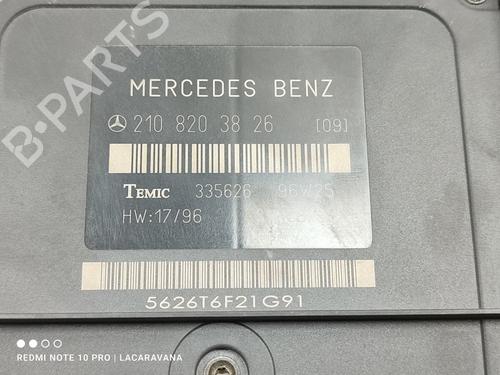 B-PARTS
MERCEDES BENZ
210 820 38 26 [09]
TEMIC 335626 96W25
HW:17/96
5626T6F21G91
REDMI NOTE 10 PRO | LACARAVANA